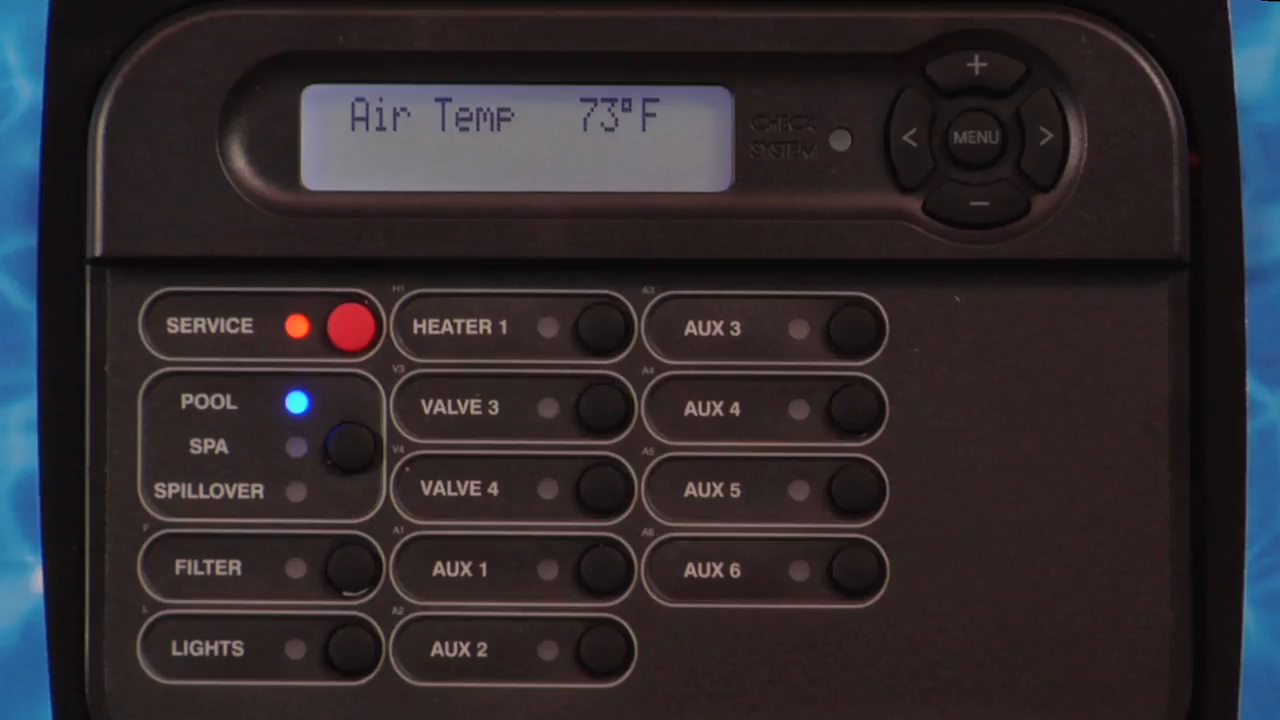 Air Temp 73°F
CHECK
SYSTEM
+
<
MENU
>
−
SERVICE
POOL
SPA
SPILLOVER
F
FILTER
L
LIGHTS
H1
HEATER 1
V3
VALVE 3
V4
VALVE 4
A1
AUX 1
A2
AUX 2
A3
AUX 3
A4
AUX 4
A5
AUX 5
A6
AUX 6